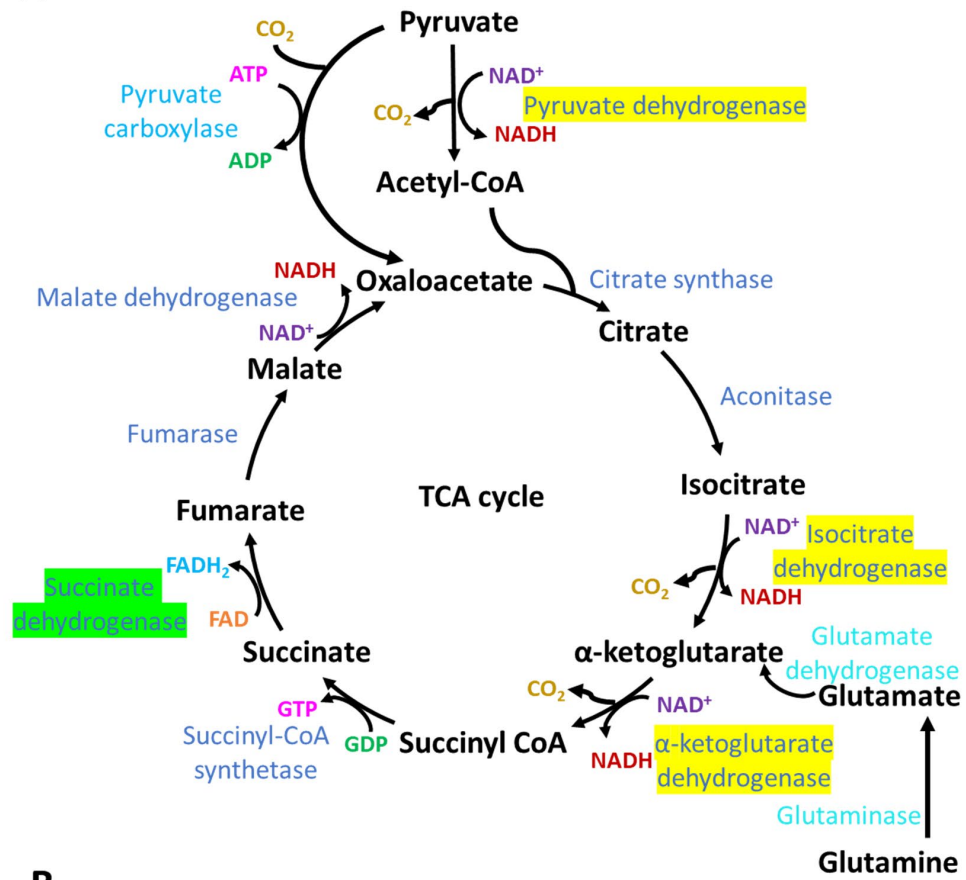 Pyruvate
CO₂
ATP
Pyruvate
carboxylase
ADP
NAD⁺
Pyruvate dehydrogenase
CO₂
NADH
Acetyl-CoA
NADH
Oxaloacetate
Citrate synthase
Malate dehydrogenase
NAD⁺
Citrate
Malate
Aconitase
Fumarase
Isocitrate
TCA cycle
Fumarate
NAD⁺
Isocitrate
dehydrogenase
FADH₂
CO₂
NADH
Succinate
dehydrogenase
FAD
Succinate
α-ketoglutarate
Glutamate
dehydrogenase
Glutamate
CO₂
NAD⁺
GTP
Succinyl-CoA
synthetase
GDP
Succinyl CoA
NADH
α-ketoglutarate
dehydrogenase
Glutaminase
Glutamine